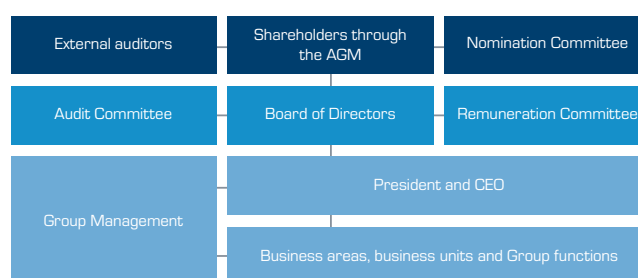 External auditors
Shareholders through
the AGM
Nomination Committee
Audit Committee
Board of Directors
Remuneration Committee
President and CEO
Group Management
Business areas, business units and Group functions